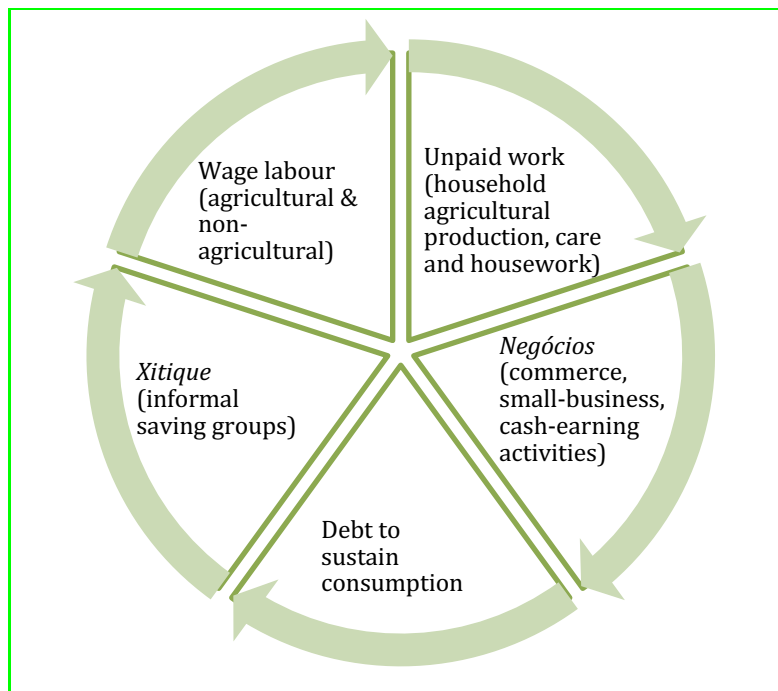 Wage labour
(agricultural &
non-
agricultural)
Unpaid work
(household
agricultural
production, care
and housework)
Negócios
(commerce,
small-business,
cash-earning
activities)
Debt to
sustain
consumption
Xitique
(informal
saving groups)